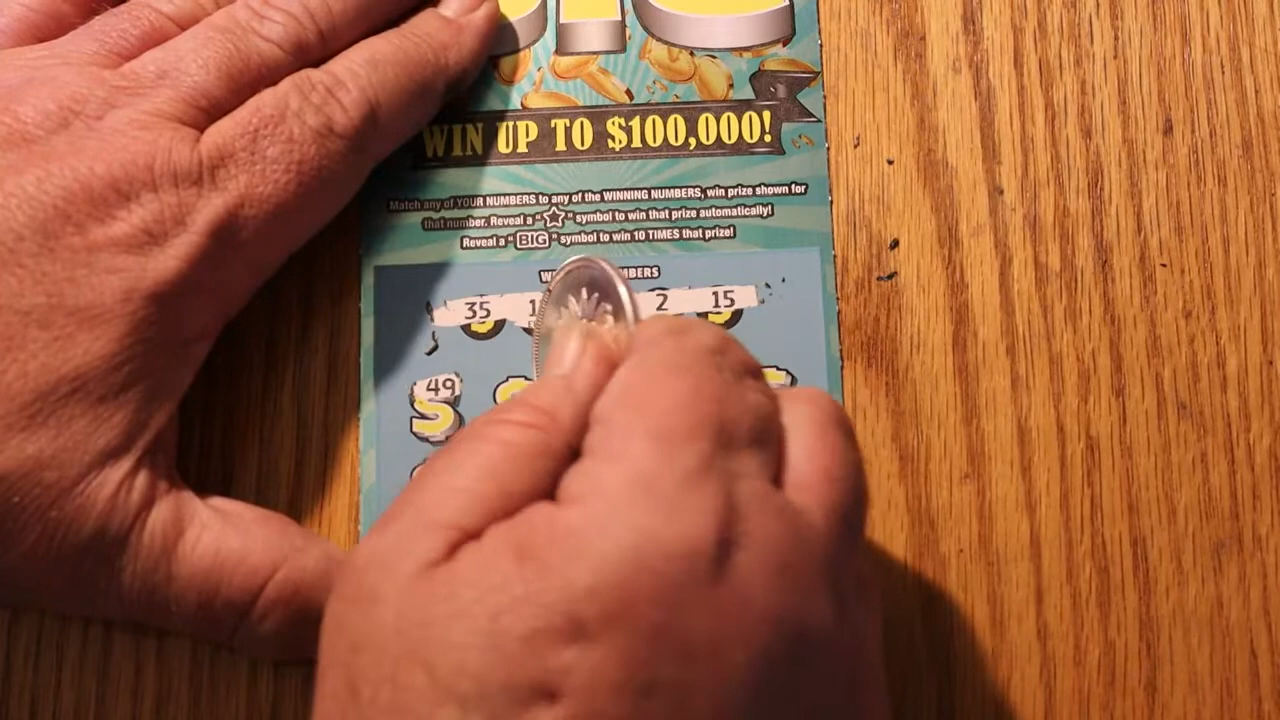 WIN UP TO $100,000!
Match any of YOUR NUMBERS to any of the WINNING NUMBERS, win prize shown for
that number. Reveal a "☆" symbol to win that prize automatically!
Reveal a "BIG" symbol to win 10 TIMES that prize!
35 2 15
49